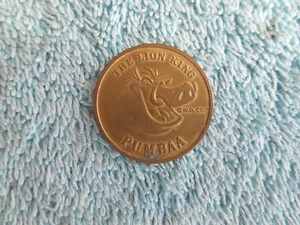 THE LION KING
© W.D. CO.
PUMBAA